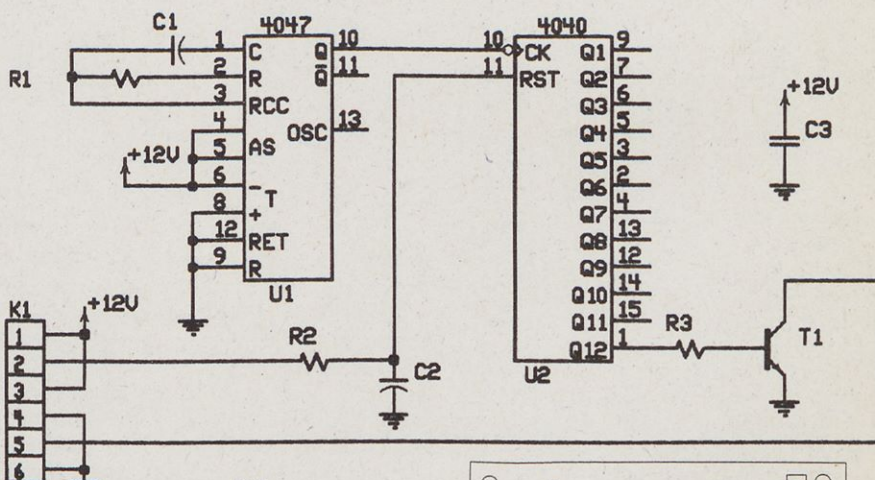 C1
4047
4040
1 C
Q 10
10 CK
Q1 9
R1
2 R
Q 11
11 RST
Q2 7
+12V
3 RCC
Q3 6
C3
4
OSC 13
Q4 5
5 AS
Q5 3
+12V
6 -
Q6 2
T
8 +
Q7 4
12 RET
Q8 13
9 R
Q9 12
U1
Q10 14
K1
+12V
Q11 15
R3
1
R2
Q12 1
T1
2
C2
U2
3
4
5
6